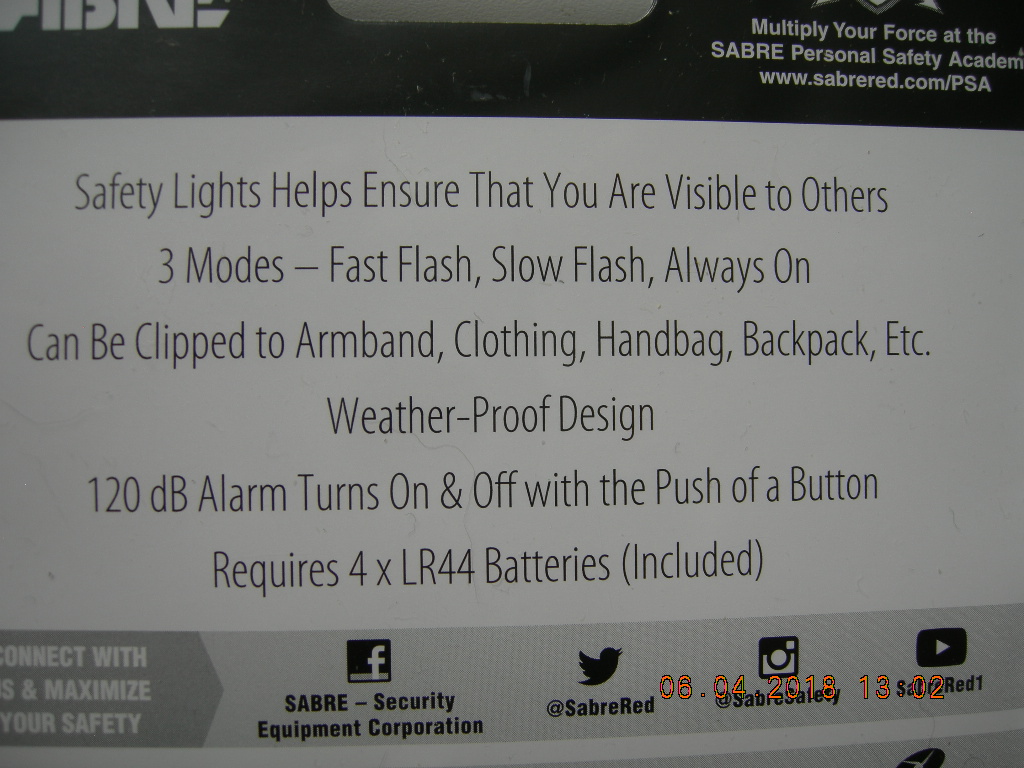 Multiply Your Force at the
SABRE Personal Safety
www.sabrered.com/PSA
Safety Lights Helps Ensure That You Are Visible to Others
3 Modes – Fast Flash, Slow Flash, Always On
Can Be Clipped to Armband, Clothing, Handbag, Backpack, Etc.
Weather-Proof Design
120 dB Alarm Turns On & Off with the Push of a Button
Requires 4 x LR44 Batteries (Included)
CONNECT WITH
US & MAXIMIZE
YOUR SAFETY
SABRE – Security
Equipment Corporation
@SabreRed
@SabreSafety
SabreRed1
06.04.2018 13:02